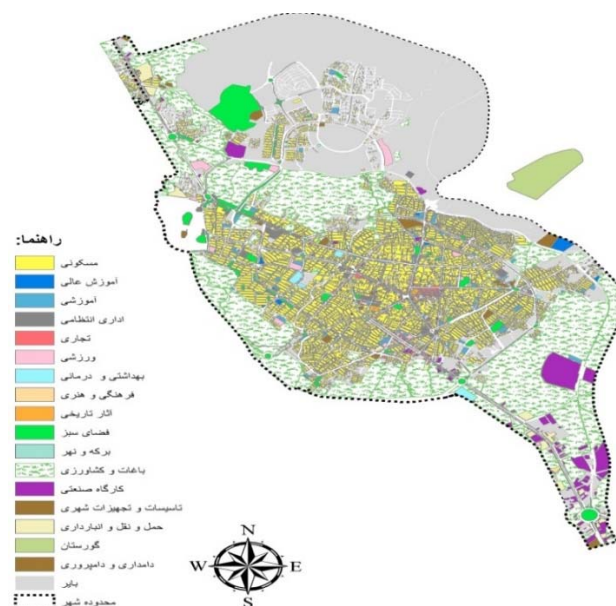 راهنما:
مسکونی
آموزش عالی
آموزشی
اداری انتظامی
تجاری
ورزشی
بهداشتی و درمانی
فرهنگی و هنری
آثار تاریخی
فضای سبز
برکه و نهر
باغات و کشاورزی
کارگاه صنعتی
تاسیسات و تجهیزات شهری
حمل و نقل و انبارداری
گورستان
دامداری و دامپروری
بایر
محدوده شهر
N
W E
S